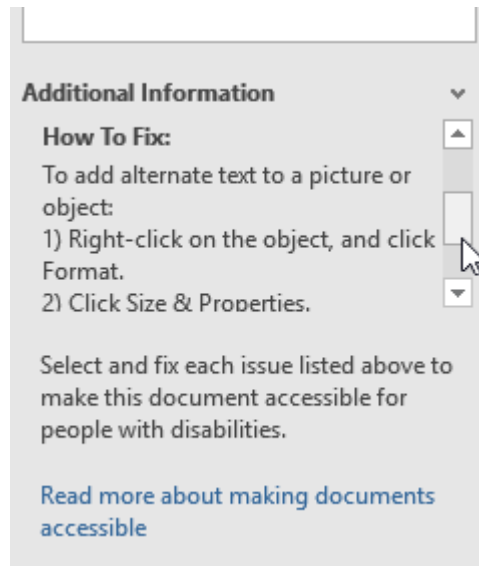 Additional Information
How To Fix:
To add alternate text to a picture or
object:
1) Right-click on the object, and click
Format.
2) Click Size & Properties.
Select and fix each issue listed above to
make this document accessible for
people with disabilities.
Read more about making documents
accessible